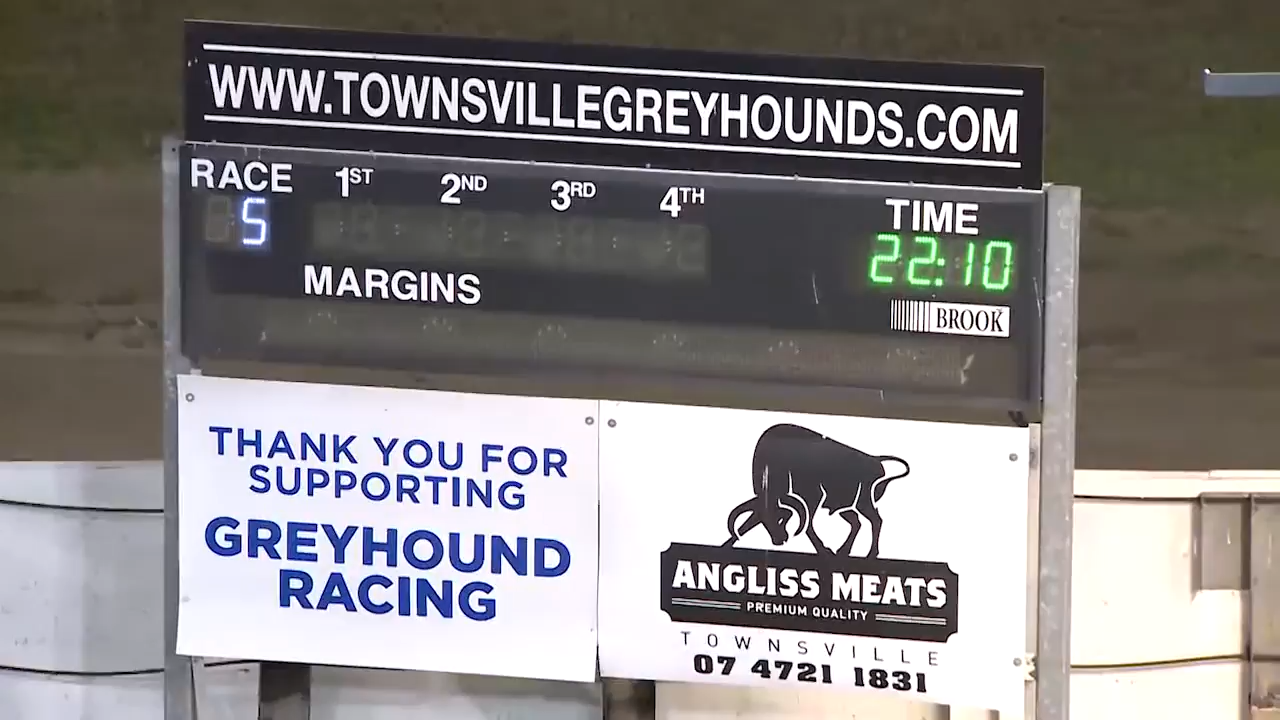 WWW.TOWNSVILLEGREYHOUNDS.COM
RACE 1ST 2ND 3RD 4TH TIME
5 22:10
MARGINS
BROOK
THANK YOU FOR
SUPPORTING
GREYHOUND
RACING
ANGLISS MEATS
PREMIUM QUALITY
TOWNSVILLE
07 4721 1831